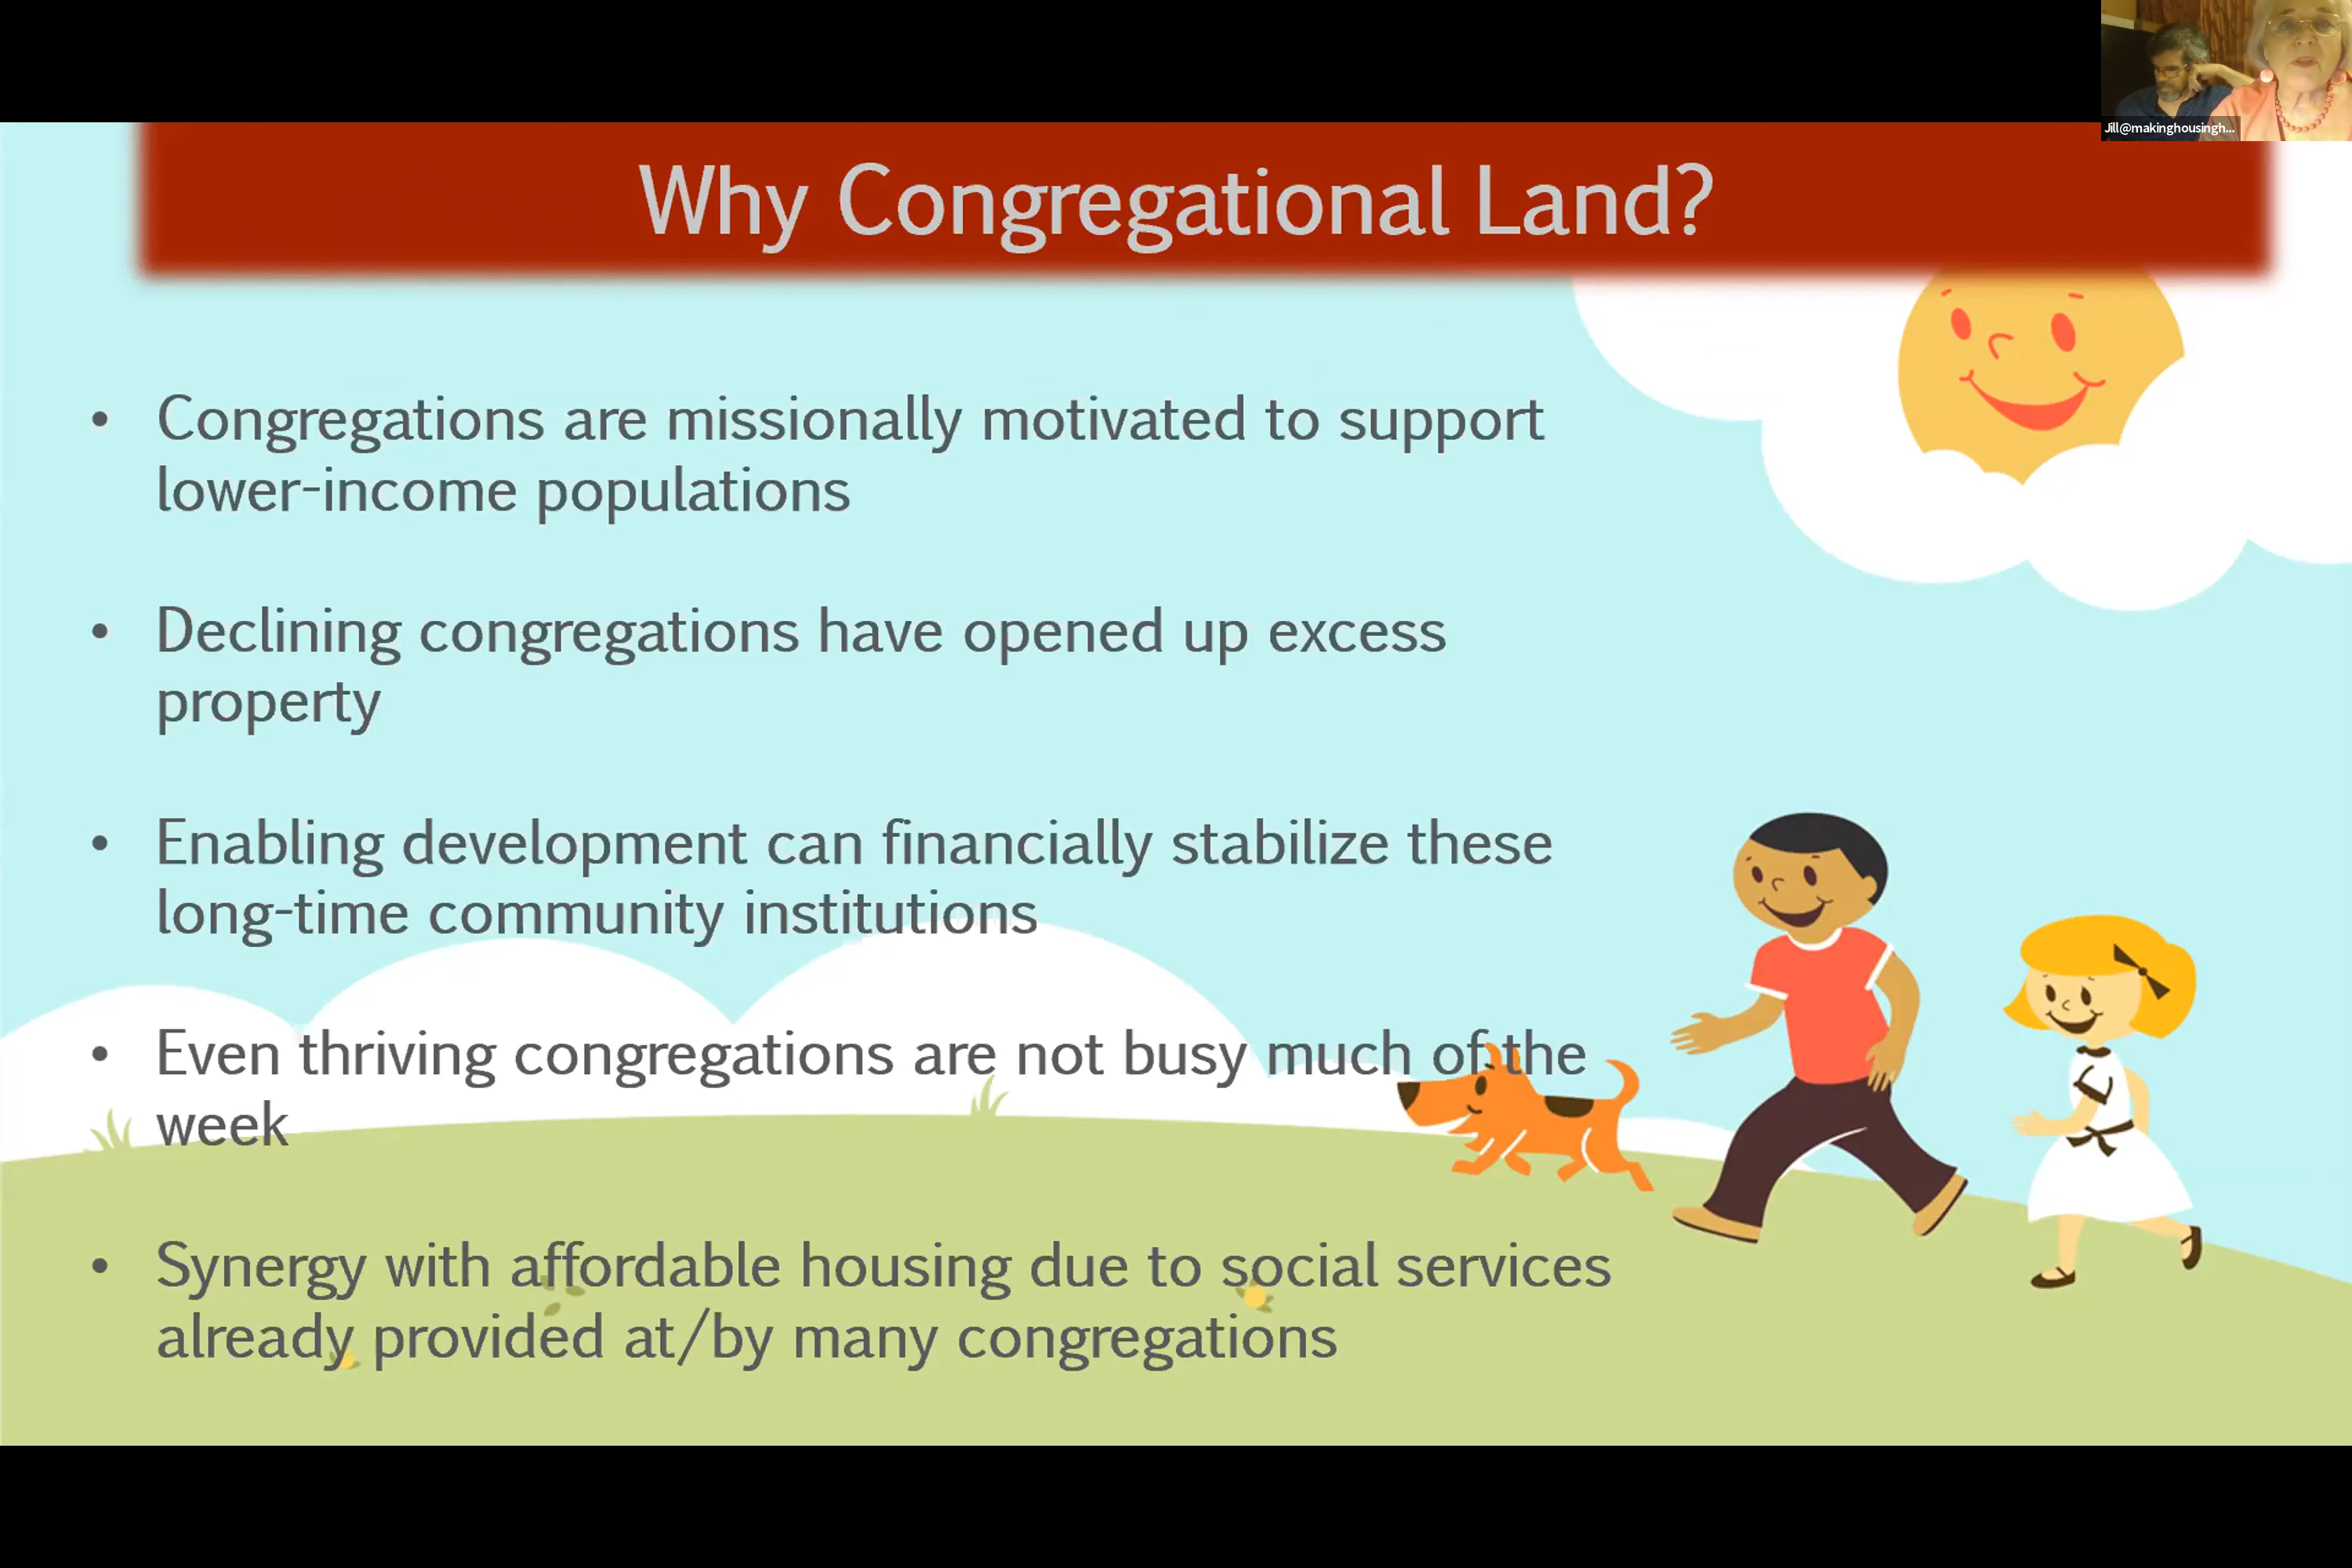 Jill@makinghousingh...
Why Congregational Land?
• Congregations are missionally motivated to support
lower-income populations
• Declining congregations have opened up excess
property
• Enabling development can financially stabilize these
long-time community institutions
• Even thriving congregations are not busy much of the
week
• Synergy with affordable housing due to social services
already provided at/by many congregations